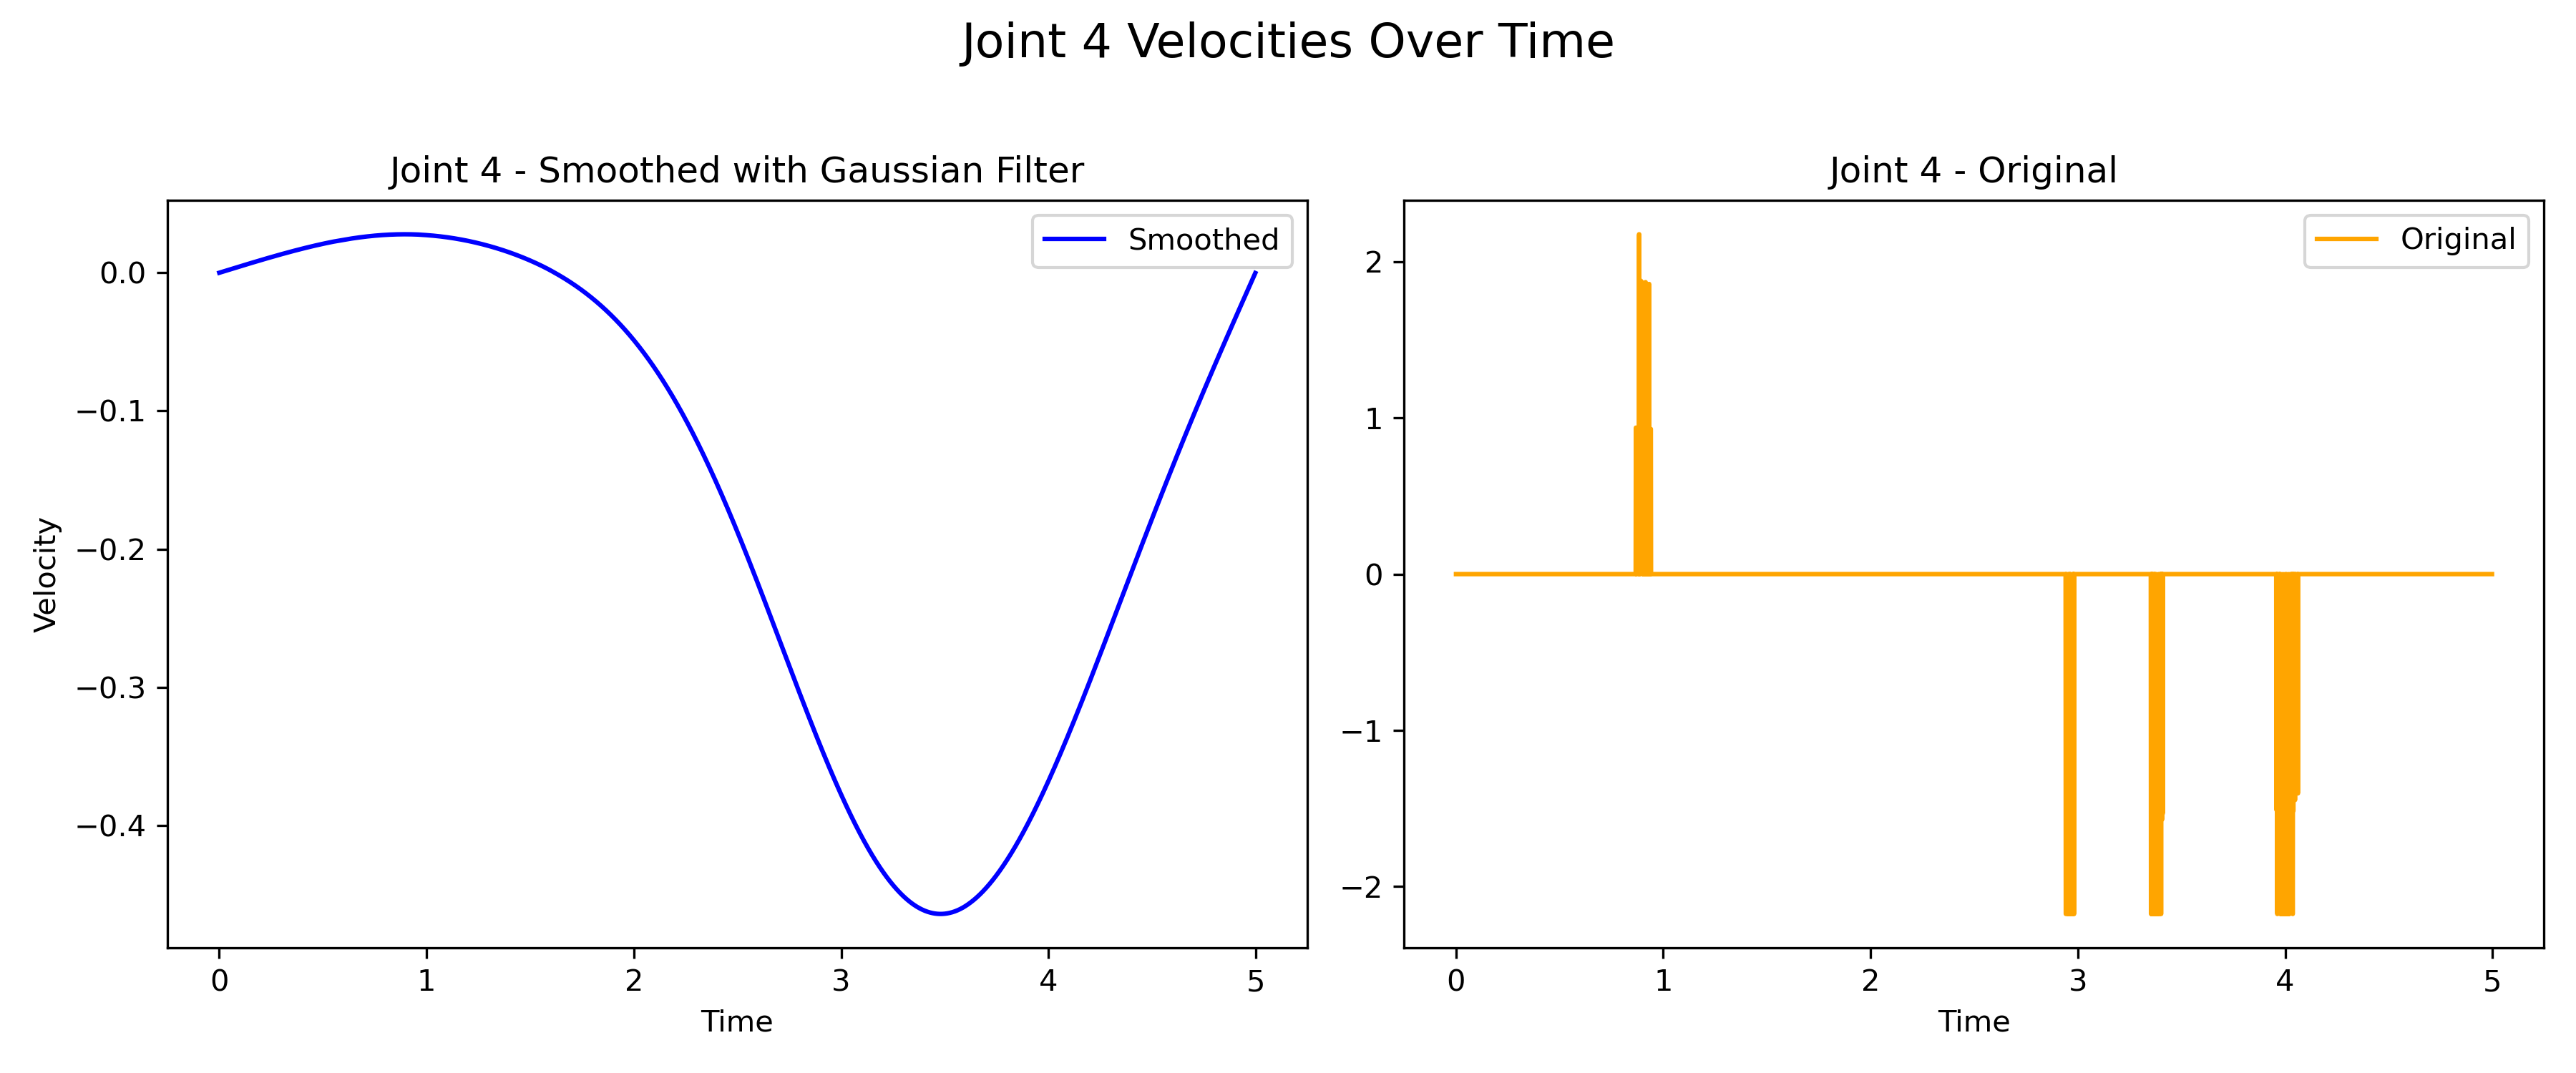 Joint 4 Velocities Over Time
Joint 4 - Smoothed with Gaussian Filter
Smoothed
0.0
−0.1
−0.2
−0.3
−0.4
Velocity
0 1 2 3 4 5
Time
Joint 4 - Original
Original
2
1
0
−1
−2
0 1 2 3 4 5
Time